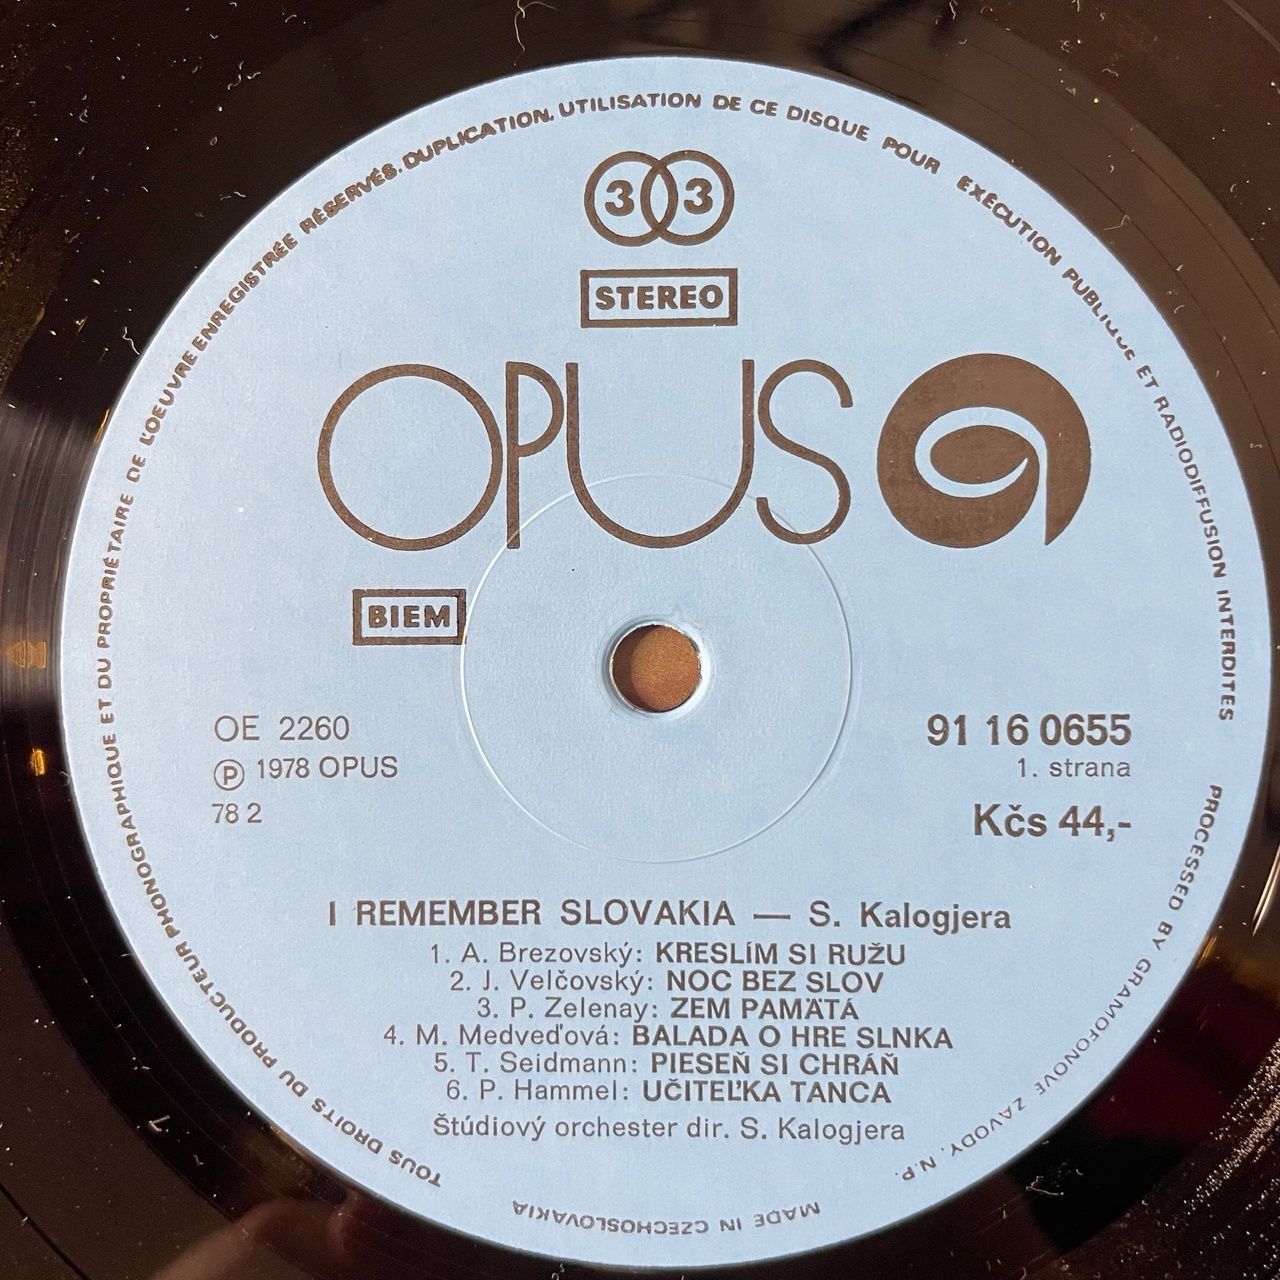 TOUS DROITS DU PRODUCTEUR PHONOGRAPHIQUE ET DU PROPRIÉTAIRE DE L'OEUVRE ENREGISTRÉE RÉSERVÉS. DUPLICATION, UTILISATION DE CE DISQUE POUR EXÉCUTION PUBLIQUE ET RADIODIFFUSION INTERDITES
33
STEREO
OPUS
BIEM
OE 2260
℗ 1978 OPUS
78 2
91 16 0655
1. strana
Kčs 44,-
I REMEMBER SLOVAKIA — S. Kalogjera
1. A. Brezovský: KRESLÍM SI RUŽU
2. J. Velčovský: NOC BEZ SLOV
3. P. Zelenay: ZEM PAMÄTÁ
4. M. Medveďová: BALADA O HRE SLNKA
5. T. Seidmann: PIESEŇ SI CHRÁŇ
6. P. Hammel: UČITEĽKA TANCA
Štúdiový orchester dir. S. Kalogjera
PROCESSED BY GRAMOFONOVE ZAVODY, N.P.
MADE IN CZECHOSLOVAKIA